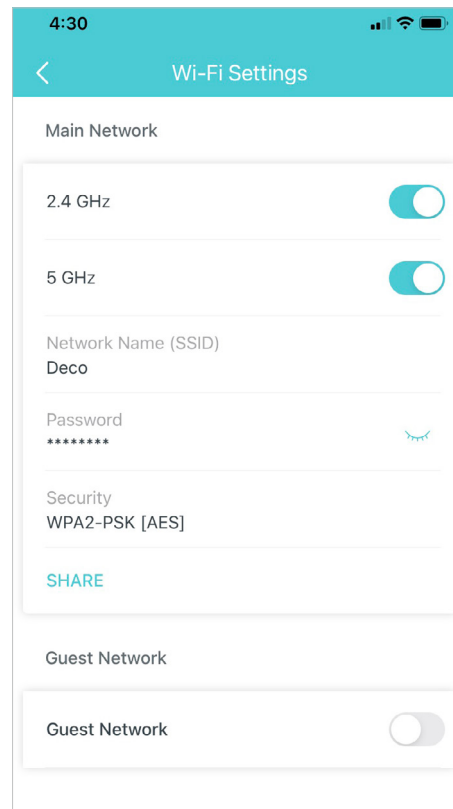 4:30
Wi-Fi Settings
Main Network
2.4 GHz
5 GHz
Network Name (SSID)
Deco
Password
********
Security
WPA2-PSK [AES]
SHARE
Guest Network
Guest Network